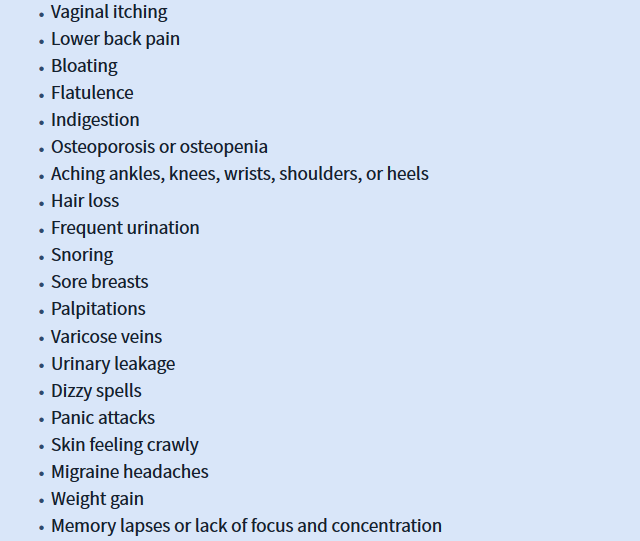 • Vaginal itching
• Lower back pain
• Bloating
• Flatulence
• Indigestion
• Osteoporosis or osteopenia
• Aching ankles, knees, wrists, shoulders, or heels
• Hair loss
• Frequent urination
• Snoring
• Sore breasts
• Palpitations
• Varicose veins
• Urinary leakage
• Dizzy spells
• Panic attacks
• Skin feeling crawly
• Migraine headaches
• Weight gain
• Memory lapses or lack of focus and concentration